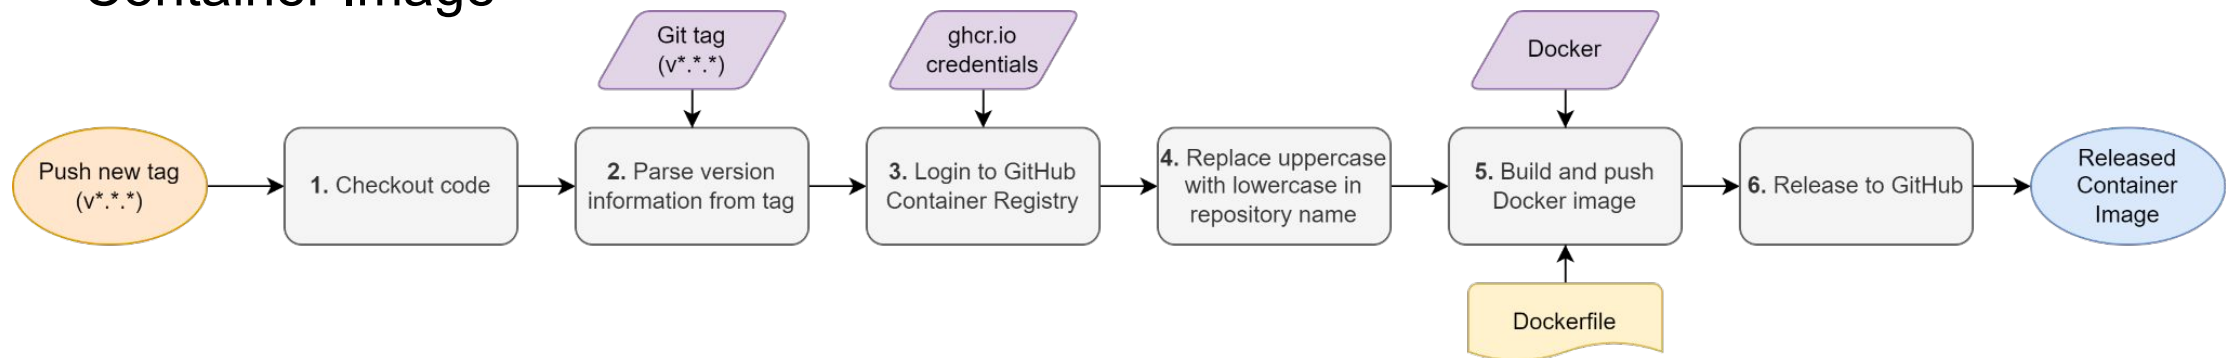 Container Image
Git tag
(v*.*.*)
ghcr.io
credentials
Docker
Push new tag
(v*.*.*)
1. Checkout code
2. Parse version
information from tag
3. Login to GitHub
Container Registry
4. Replace uppercase
with lowercase in
repository name
5. Build and push
Docker image
6. Release to GitHub
Released
Container
Image
Dockerfile